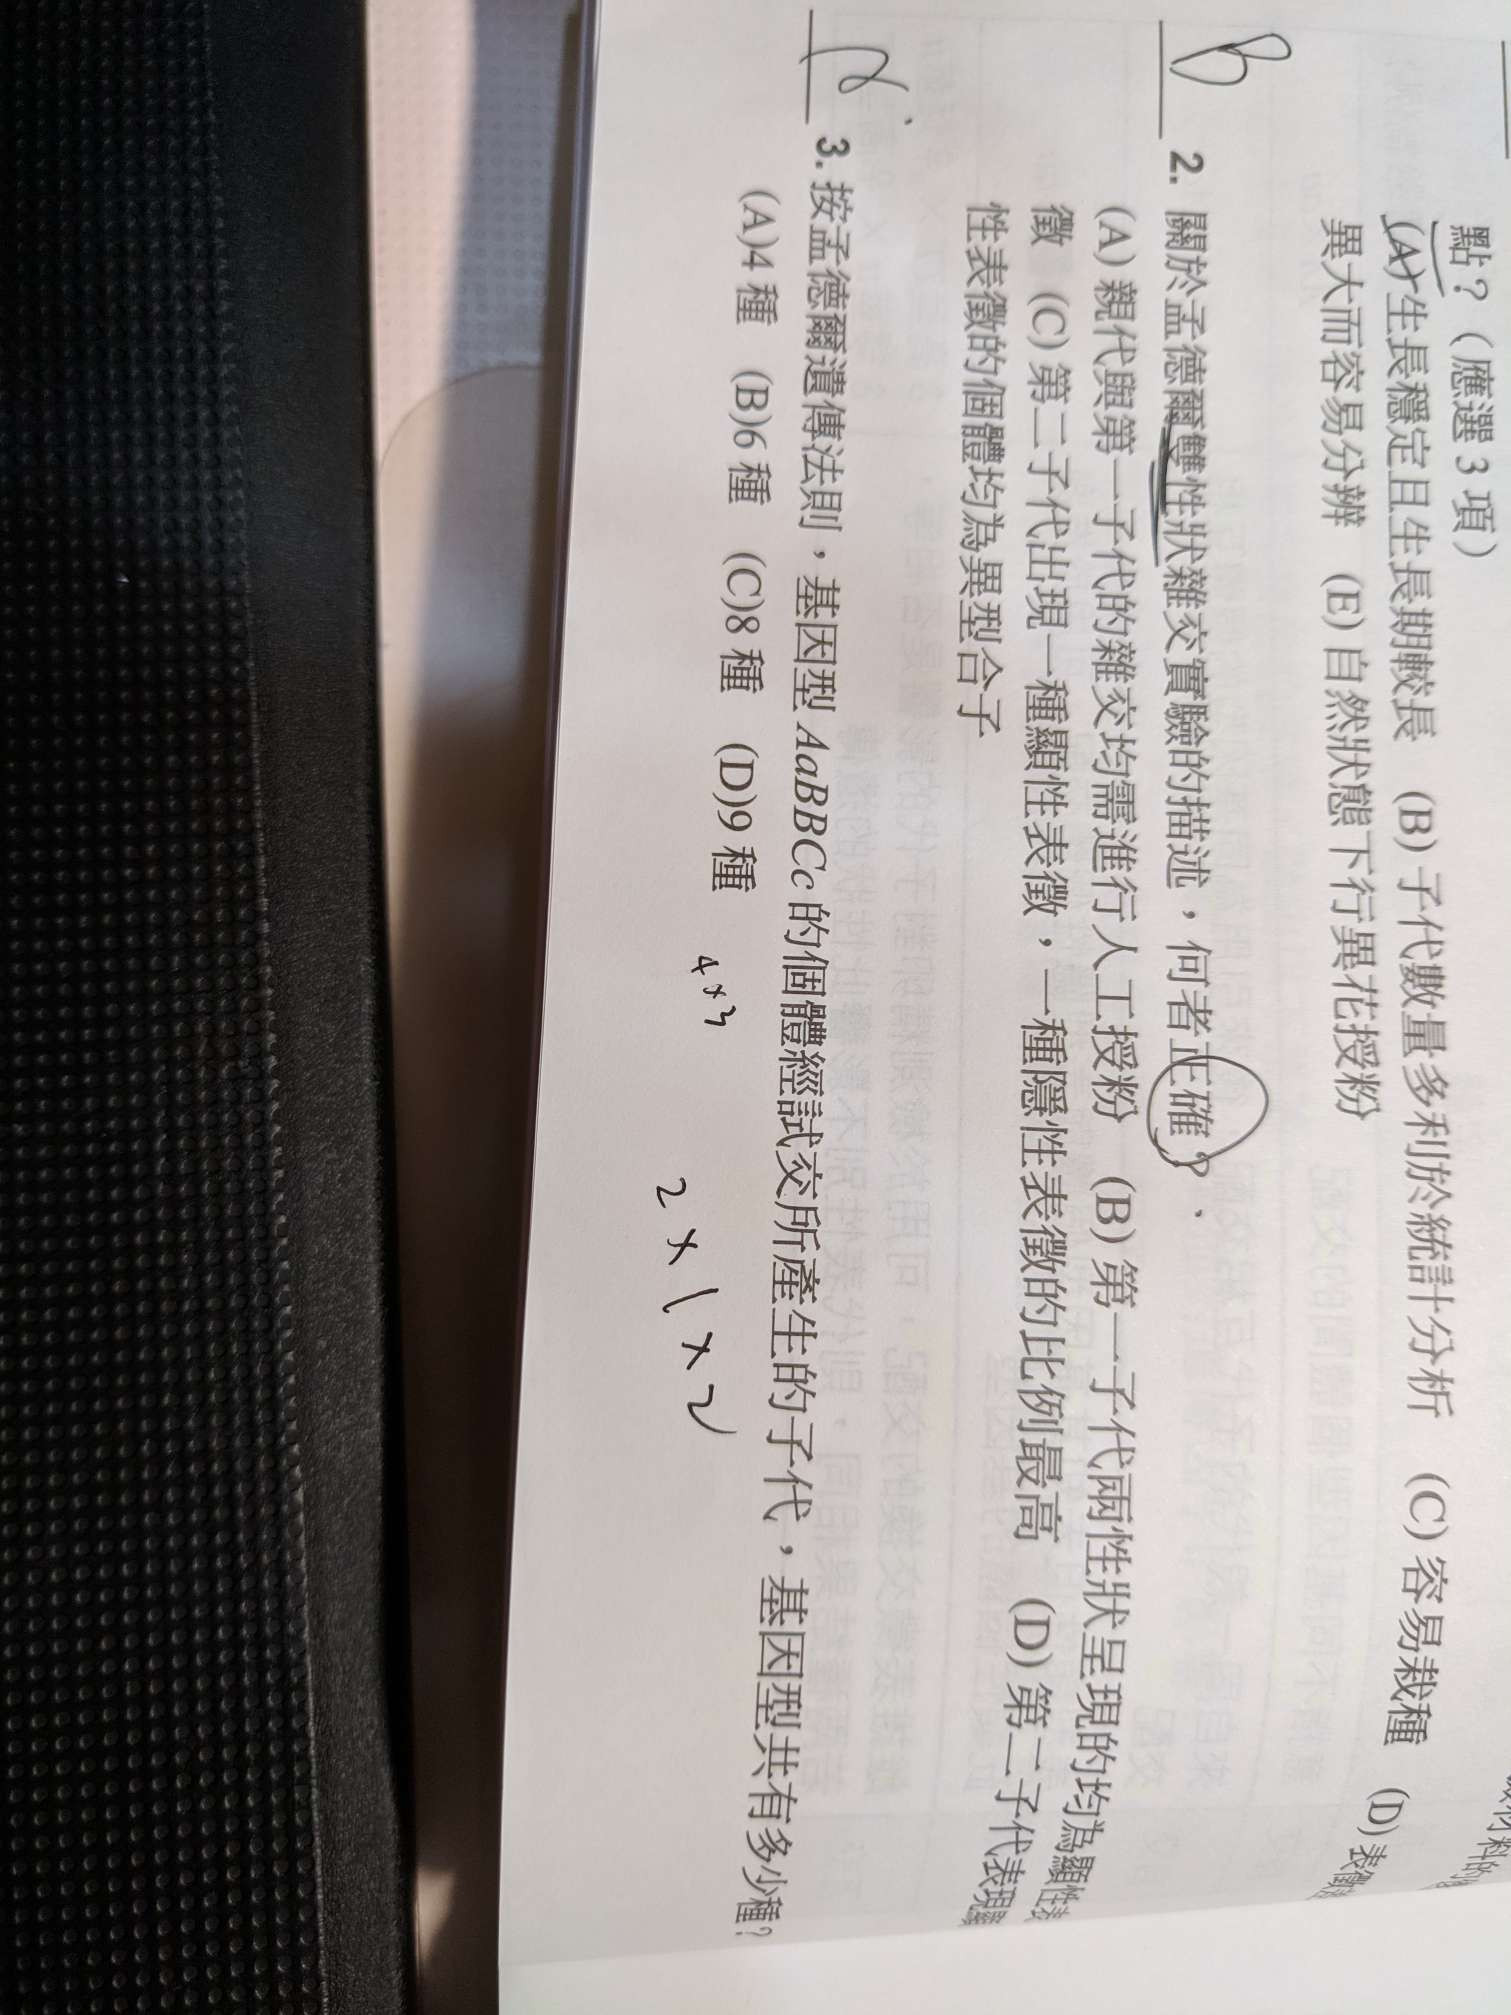 點?(應選 3 項)
(A) 生長穩定且生長期較長 (B) 子代數量多利於統計分析 (C) 容易栽種 (D) 表徵
異大而容易分辨 (E) 自然狀態下行異花授粉
B 2. 關於孟德爾雙性狀雜交實驗的描述,何者正確?
(A) 親代與第一子代的雜交均需進行人工授粉 (B) 第一子代兩性狀呈現的均為顯性表
徵 (C) 第二子代出現一種顯性表徵,一種隱性表徵的比例最高 (D) 第二子代表現顯
性表徵的個體均為異型合子
3. 按孟德爾遺傳法則,基因型 AaBBCc 的個體經試交所產生的子代,基因型共有多少種?
(A)4 種 (B)6 種 (C)8 種 (D)9 種
4×3
2×1×2